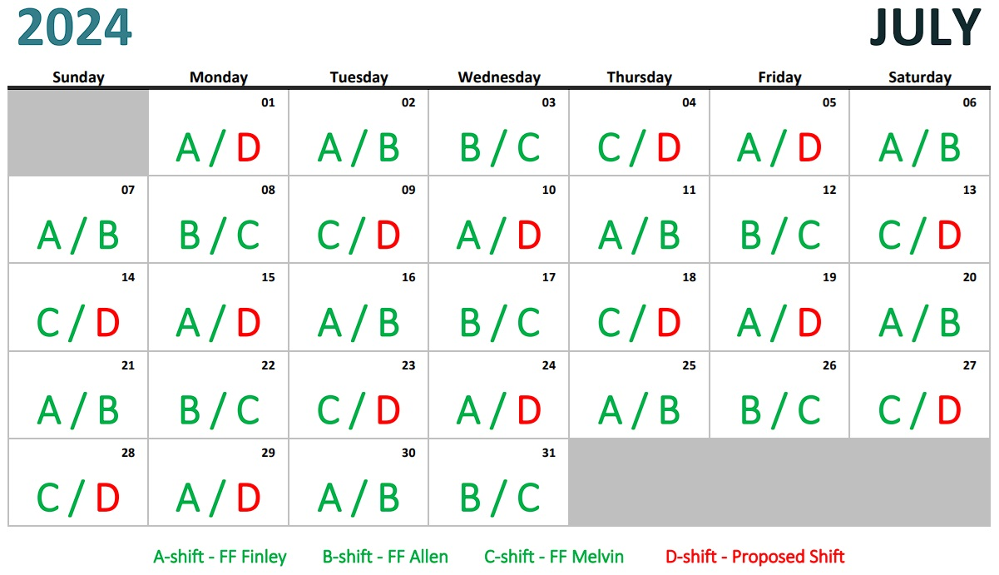 2024 JULY
Sunday Monday Tuesday Wednesday Thursday Friday Saturday
01 02 03 04 05 06
A / D A / B B / C C / D A / D A / B
07 08 09 10 11 12 13
A / B B / C C / D A / D A / B B / C C / D
14 15 16 17 18 19 20
C / D A / D A / B B / C C / D A / D A / B
21 22 23 24 25 26 27
A / B B / C C / D A / D A / B B / C C / D
28 29 30 31
C / D A / D A / B B / C
A-shift - FF Finley B-shift - FF Allen C-shift - FF Melvin D-shift - Proposed Shift